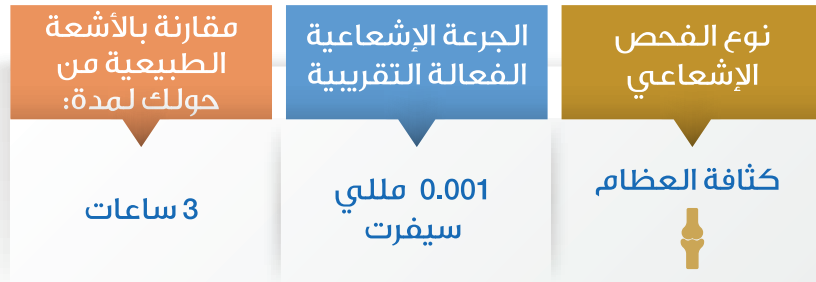 نوع الفحص
الإشعاعي
كثافة العظام
الجرعة الإشعاعية
الفعالة التقريبية
0.001 مللي
سيفرت
مقارنة بالأشعة
الطبيعية من
حولك لمدة:
3 ساعات